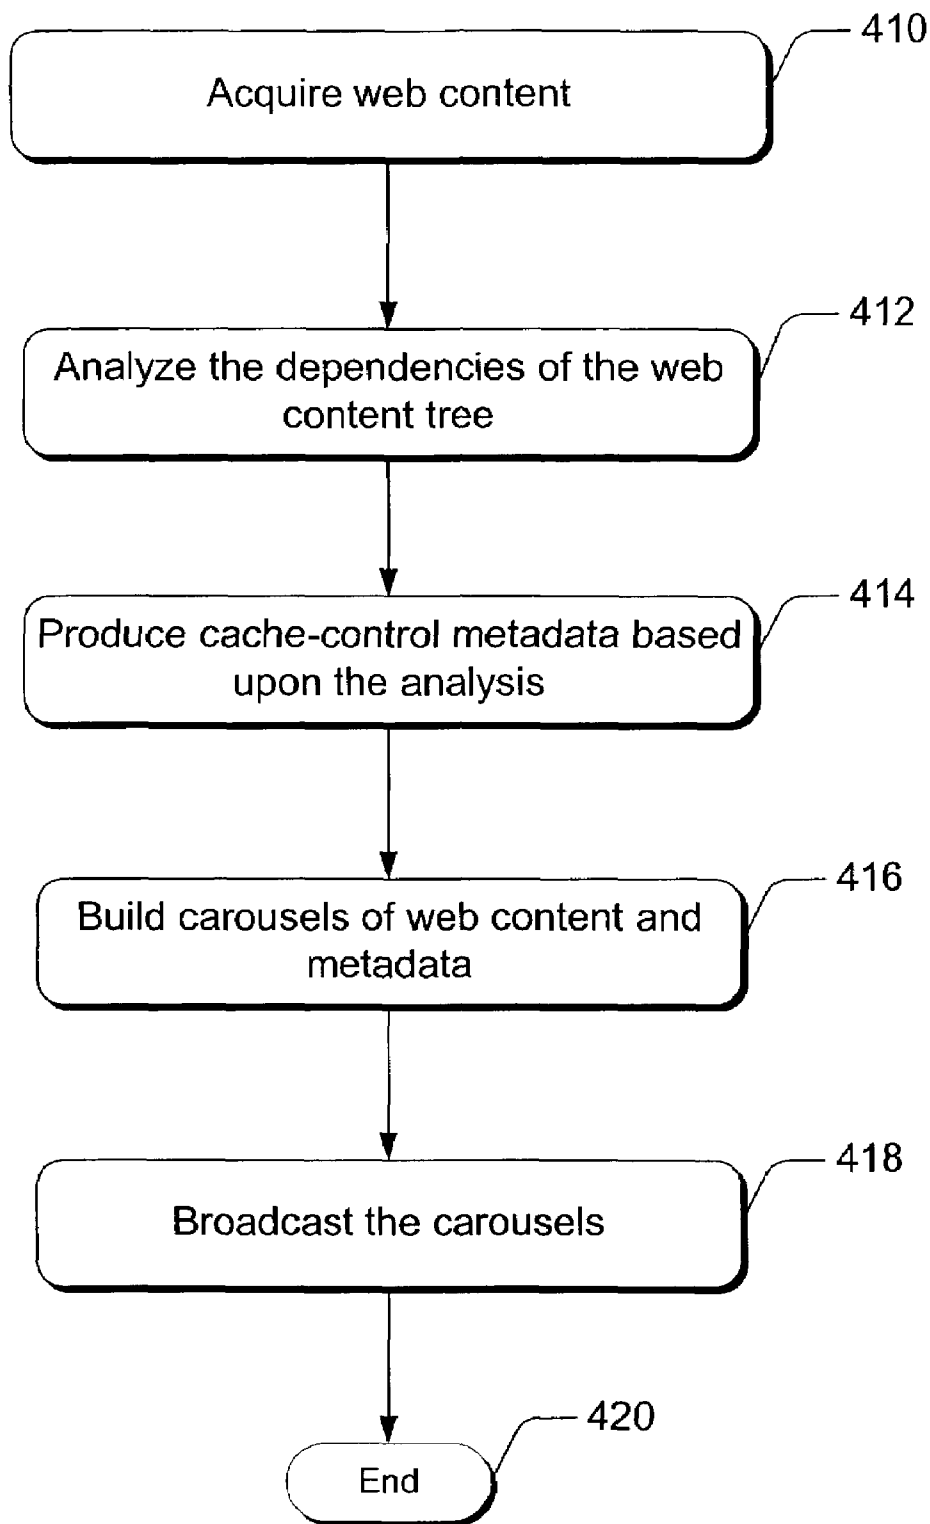 410
Acquire web content
412
Analyze the dependencies of the web
content tree
414
Produce cache-control metadata based
upon the analysis
416
Build carousels of web content and
metadata
418
Broadcast the carousels
420
End